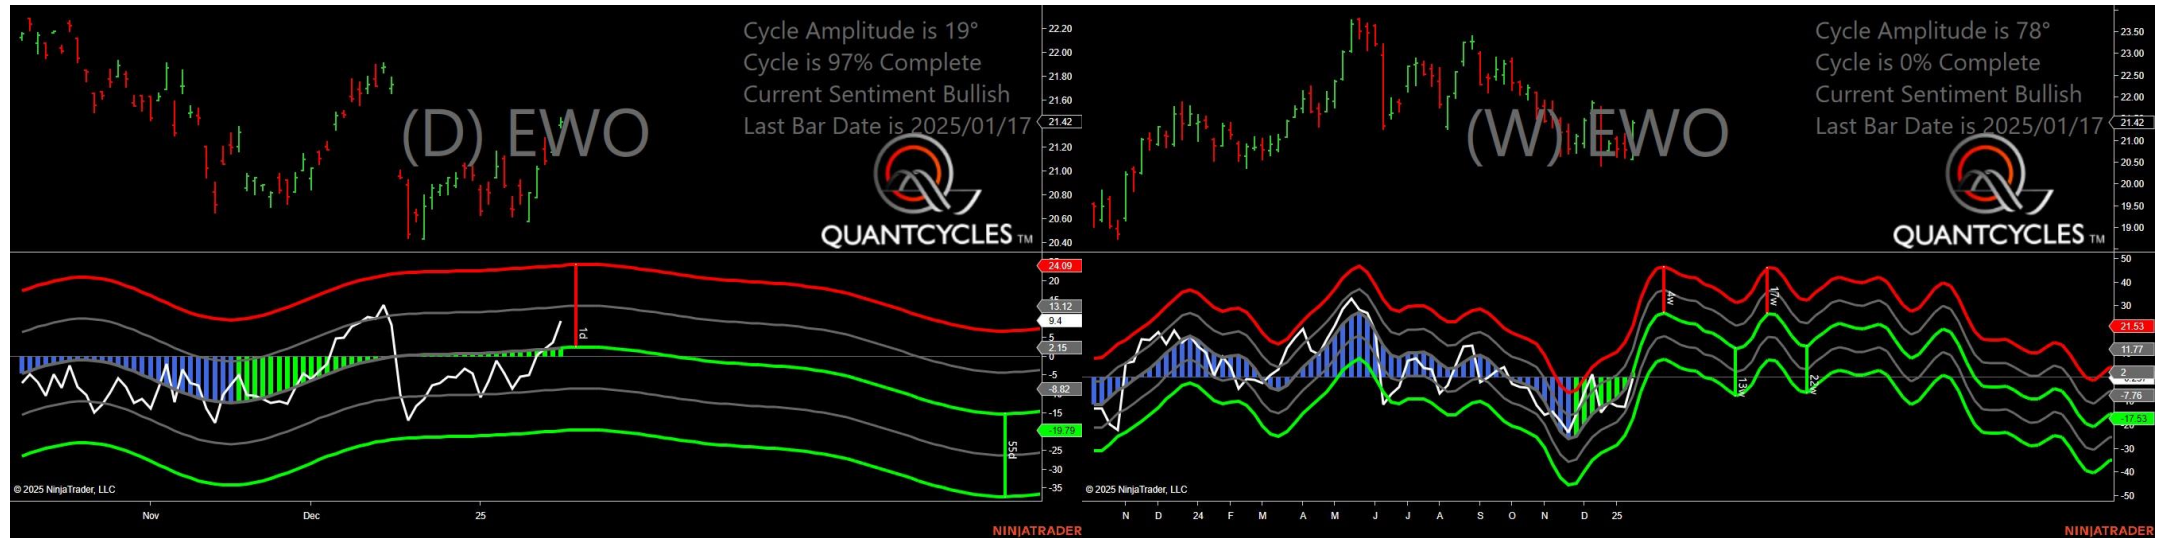 Cycle Amplitude is 19°
Cycle is 97% Complete
Current Sentiment Bullish
Last Bar Date is 2025/01/17
(D) EWO
QUANTCYCLES TM
22.20
22.00
21.80
21.60
21.42
21.20
21.00
20.80
20.60
20.40
24.09
20
13.12
9.4
5
2.15
0
-5
-8.82
-15
-19.79
-25
-30
-35
1d
55d
© 2025 NinjaTrader, LLC
Nov Dec 25
NINJATRADER
Cycle Amplitude is 78°
Cycle is 0% Complete
Current Sentiment Bullish
Last Bar Date is 2025/01/17
(W) EWO
QUANTCYCLES TM
23.50
23.00
22.50
22.00
21.42
21.00
20.50
20.00
19.50
19.00
50
40
30
21.53
11.77
2
-7.76
-17.53
-30
-40
-50
4w
17w
13w
22w
© 2025 NinjaTrader, LLC
N D 24 F M A M J J A S O N D 25
NINJATRADER